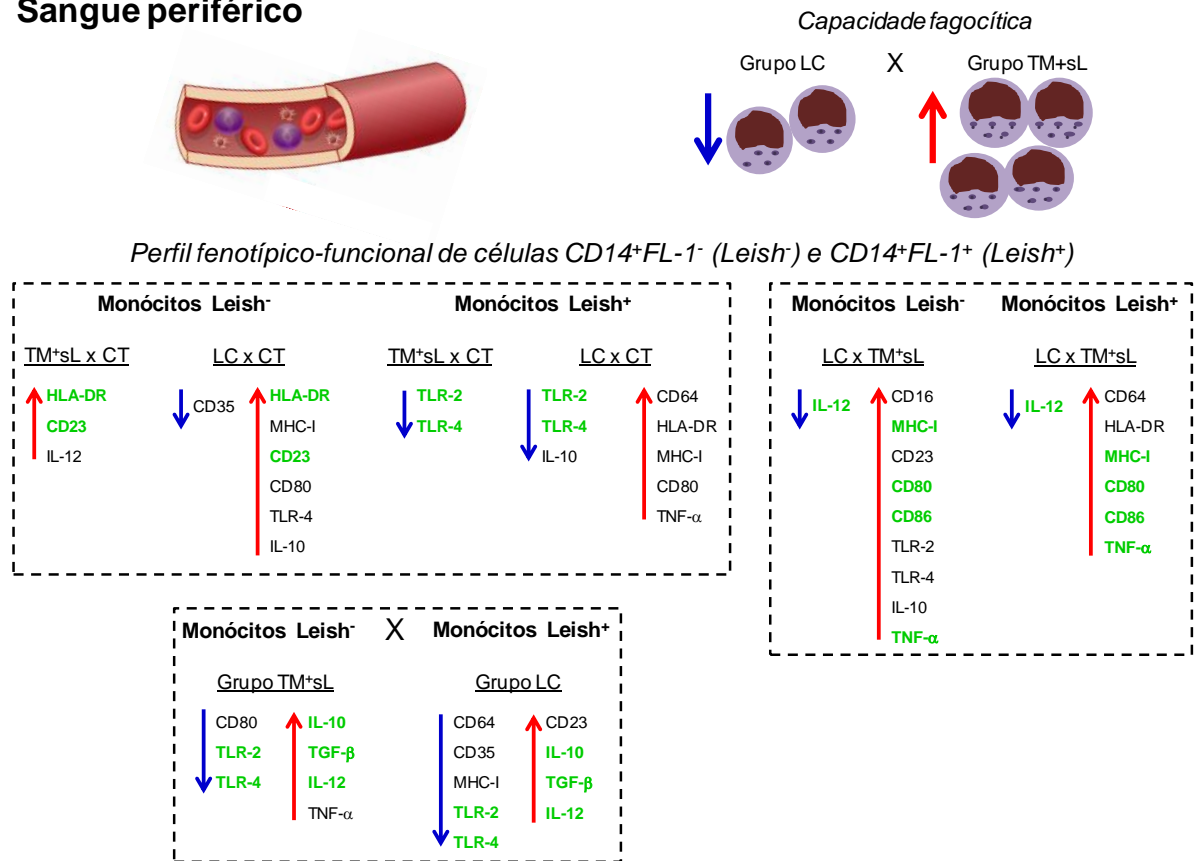 Sangue periférico
Capacidade fagocítica
Grupo LC X Grupo TM+sL
Perfil fenotípico-funcional de células CD14⁺FL-1⁻ (Leish⁻) e CD14⁺FL-1⁺ (Leish⁺)
Monócitos Leish⁻ Monócitos Leish⁺
TM⁺sL x CT LC x CT TM⁺sL x CT LC x CT
HLA-DR
CD23
IL-12
CD35
HLA-DR
MHC-I
CD23
CD80
TLR-4
IL-10
TLR-2
TLR-4
TLR-2
TLR-4
IL-10
CD64
HLA-DR
MHC-I
CD80
TNF-α
Monócitos Leish⁻ Monócitos Leish⁺
LC x TM⁺sL LC x TM⁺sL
IL-12
CD16
MHC-I
CD23
CD80
CD86
TLR-2
TLR-4
IL-10
TNF-α
IL-12
CD64
HLA-DR
MHC-I
CD80
CD86
TNF-α
Monócitos Leish⁻ X Monócitos Leish⁺
Grupo TM⁺sL Grupo LC
CD80
TLR-2
TLR-4
IL-10
TGF-β
IL-12
TNF-α
CD64
CD35
MHC-I
TLR-2
TLR-4
CD23
IL-10
TGF-β
IL-12